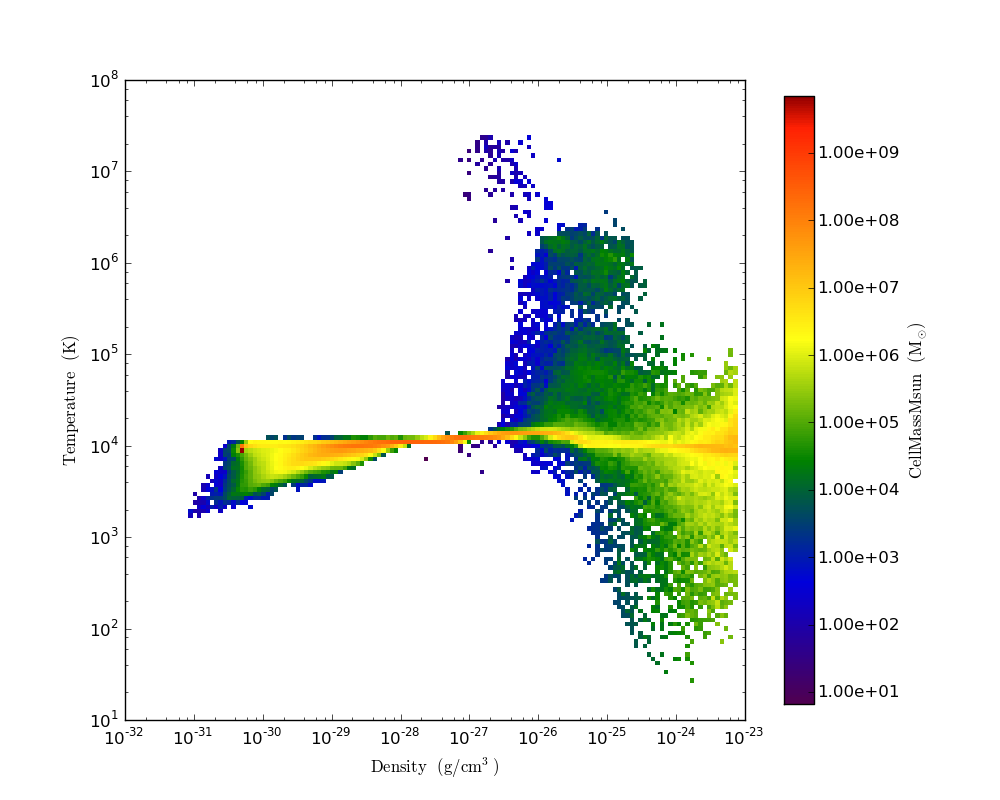 10^8
10^7
10^6
10^5
10^4
10^3
10^2
10^1
Temperature (K)
10^-32 10^-31 10^-30 10^-29 10^-28 10^-27 10^-26 10^-25 10^-24 10^-23
Density (g/cm^3)
1.00e+09
1.00e+08
1.00e+07
1.00e+06
1.00e+05
1.00e+04
1.00e+03
1.00e+02
1.00e+01
CellMassMsun (M_☉)